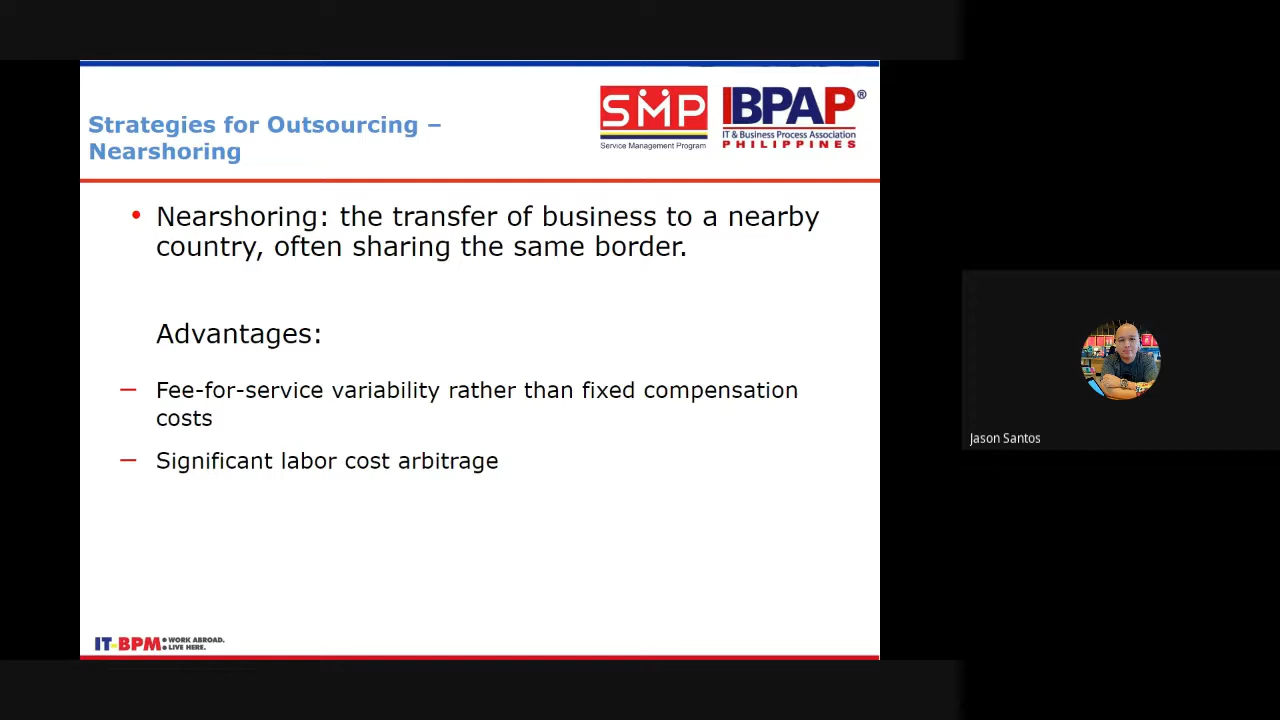 Strategies for Outsourcing –
Nearshoring
SMP
Service Management Program
IBPAP®
IT & Business Process Association
PHILIPPINES
• Nearshoring: the transfer of business to a nearby
country, often sharing the same border.
Advantages:
– Fee-for-service variability rather than fixed compensation
costs
– Significant labor cost arbitrage
Jason Santos
IT-BPM: WORK ABROAD.
LIVE HERE.